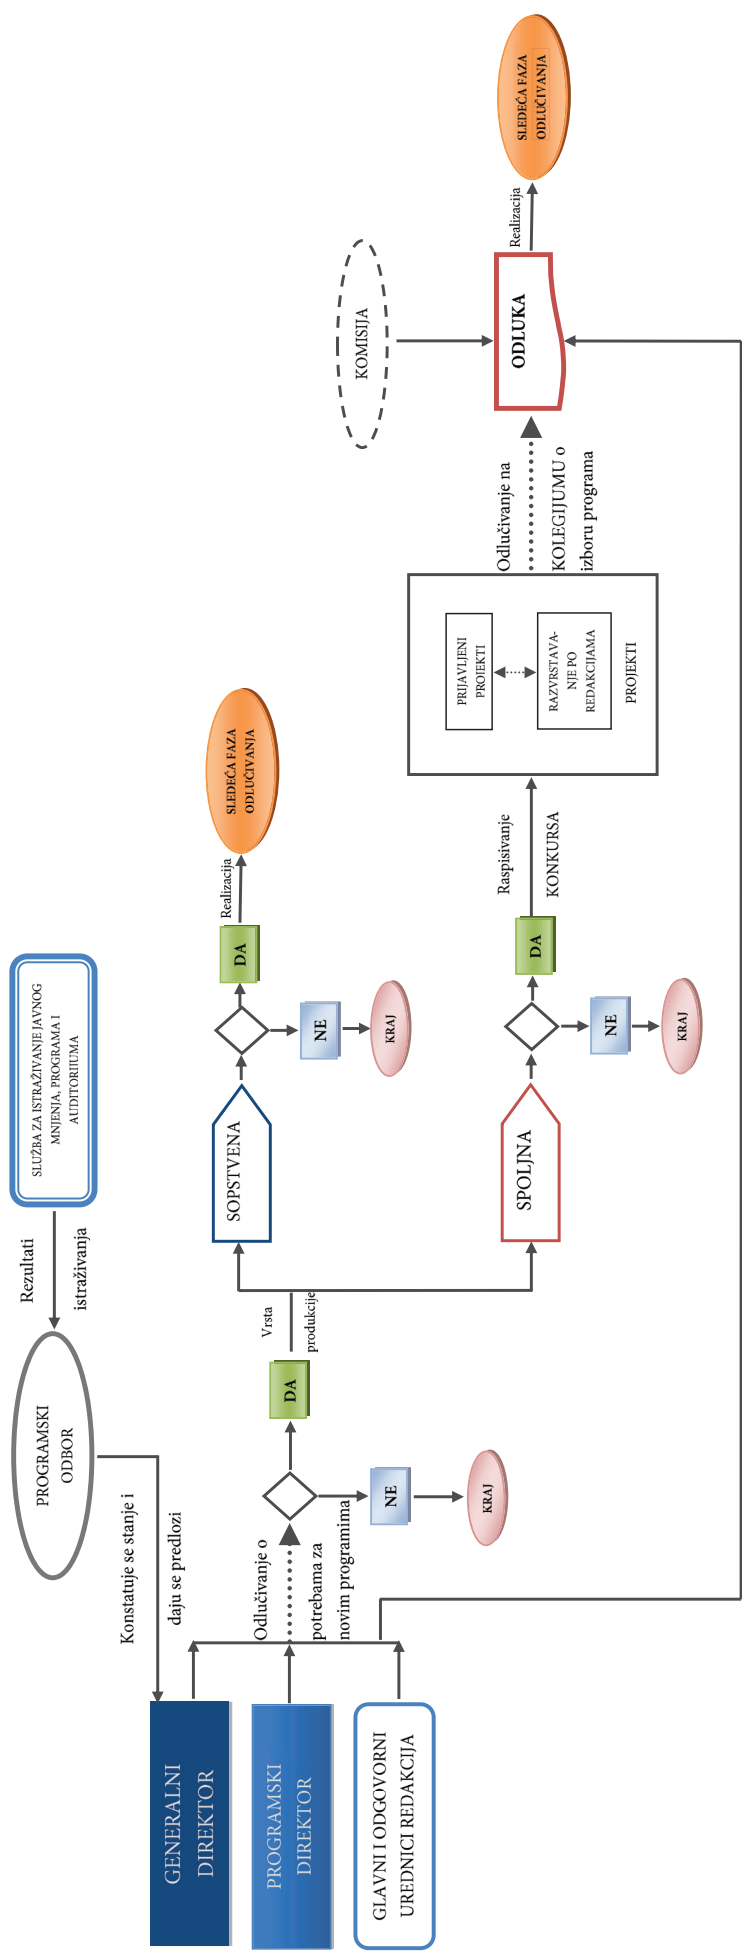 SLUŽBA ZA ISTRAŽIVANJE JAVNOG
MNJENJA, PROGRAMA I
AUDITORIJUMA
Rezultati
istraživanja
PROGRAMSKI
ODBOR
Konstatuje se stanje i
daju se predlozi
GENERALNI
DIREKTOR
PROGRAMSKI
DIREKTOR
GLAVNI I ODGOVORNI
UREDNICI REDAKCIJA
Odlučivanje o
potrebama za
novim programima
NE
KRAJ
DA
Vrsta
produkcije
SOPSTVENA
NE
KRAJ
DA
Realizacija
SLEDEĆA FAZA
ODLUČIVANJA
SPOLJNA
NE
KRAJ
DA
Raspisivanje
KONKURSA
PRIJAVLJENI
PROJEKTI
RAZVRSTAVA-
NJE PO
REDAKCIJAMA
PROJEKTI
Odlučivanje na
KOLEGIJUMU o
izboru programa
KOMISIJA
ODLUKA
Realizacija
SLEDEĆA FAZA
ODLUČIVANJA